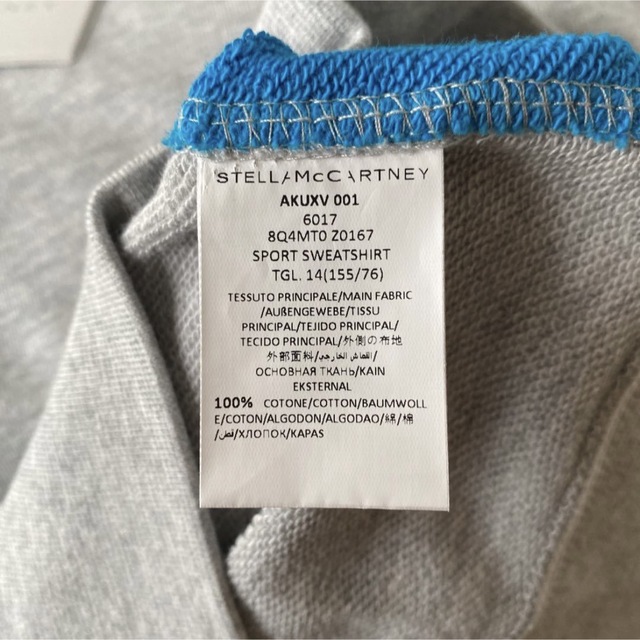 STELLAMcCARTNEY
AKUXV 001
6017
8Q4MT0 Z0167
SPORT SWEATSHIRT
TGL. 14(155/76)
TESSUTO PRINCIPALE/MAIN FABRIC
/AUßENGEWEBE/TISSU
PRINCIPAL/TEJIDO PRINCIPAL/
TECIDO PRINCIPAL/外側の布地
外部面料/القماش الخارجي/
ОСНОВНАЯ ТКАНЬ/KAIN
EKSTERNAL
100% COTONE/COTTON/BAUMWOLL
E/COTON/ALGODON/ALGODAO/綿/棉
/قطن/ХЛОПОК/KAPAS